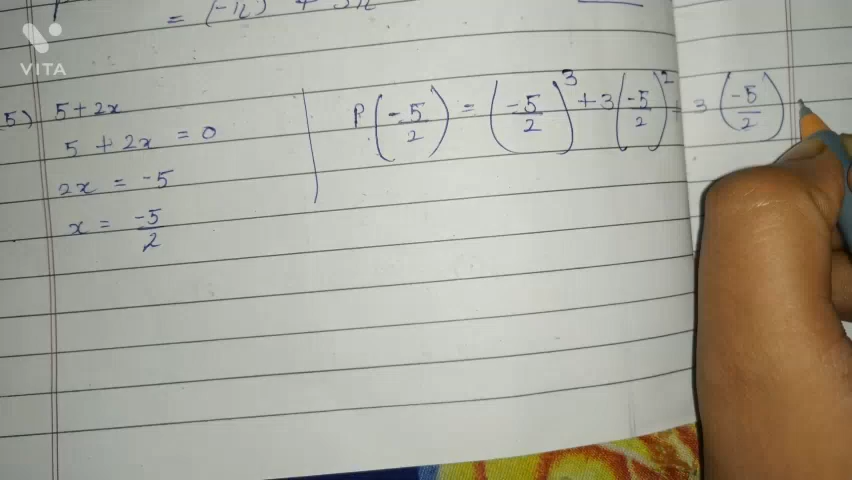 = (-π) + 3π
VITA
5) 5+2x
5 + 2x = 0
2x = -5
x = -5/2
P(-5/2) = (-5/2)^3 + 3(-5/2)^2 + 3(-5/2) +